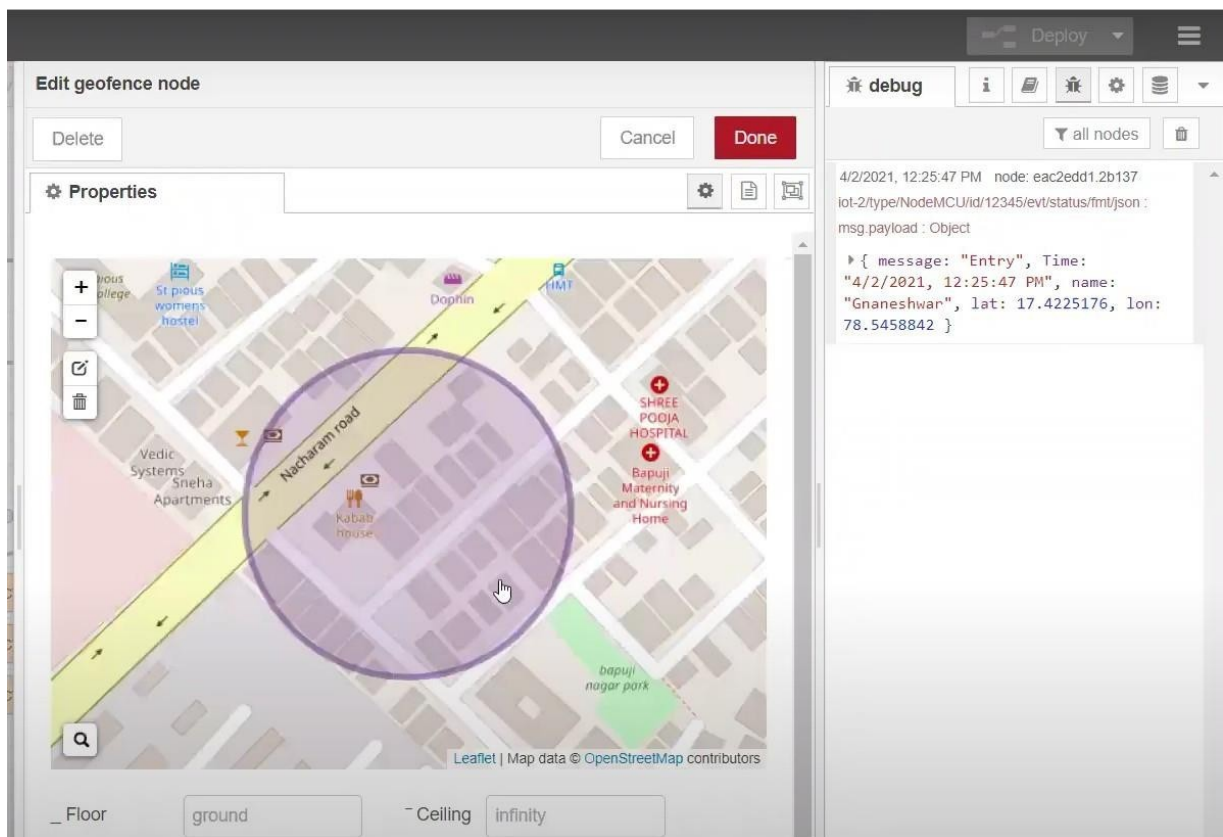 Deploy
Edit geofence node
Delete
Cancel
Done
Properties
+
−
St pious
womens
hostel
Dophin
HMT
Nacharam road
Vedic
Systems
Sneha
Apartments
Kabab
house
SHREE
POOJA
HOSPITAL
Bapuji
Maternity
and Nursing
Home
bapuji
nagar park
Leaflet | Map data © OpenStreetMap contributors
_ Floor
ground
¯ Ceiling
infinity
debug
i
all nodes
4/2/2021, 12:25:47 PM node: eac2edd1.2b137
iot-2/type/NodeMCU/id/12345/evt/status/fmt/json :
msg.payload : Object
{ message: "Entry", Time:
"4/2/2021, 12:25:47 PM", name:
"Gnaneshwar", lat: 17.4225176, lon:
78.5458842 }